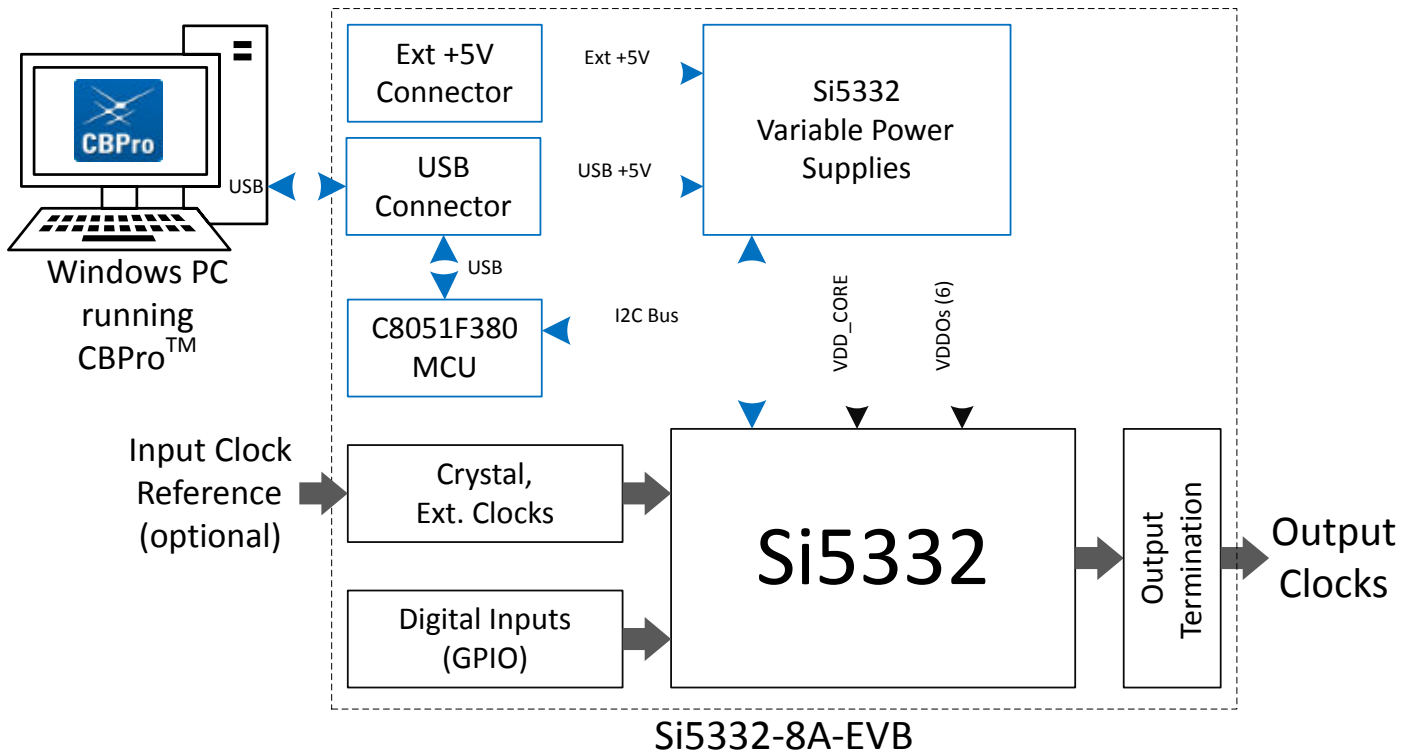 CBPro
USB
Windows PC
running
CBPro™
Ext +5V
Connector
Ext +5V
Si5332
Variable Power
Supplies
USB
Connector
USB +5V
USB
C8051F380
MCU
I2C Bus
VDD_CORE
VDDOs (6)
Input Clock
Reference
(optional)
Crystal,
Ext. Clocks
Digital Inputs
(GPIO)
Si5332
Output
Termination
Output
Clocks
Si5332-8A-EVB